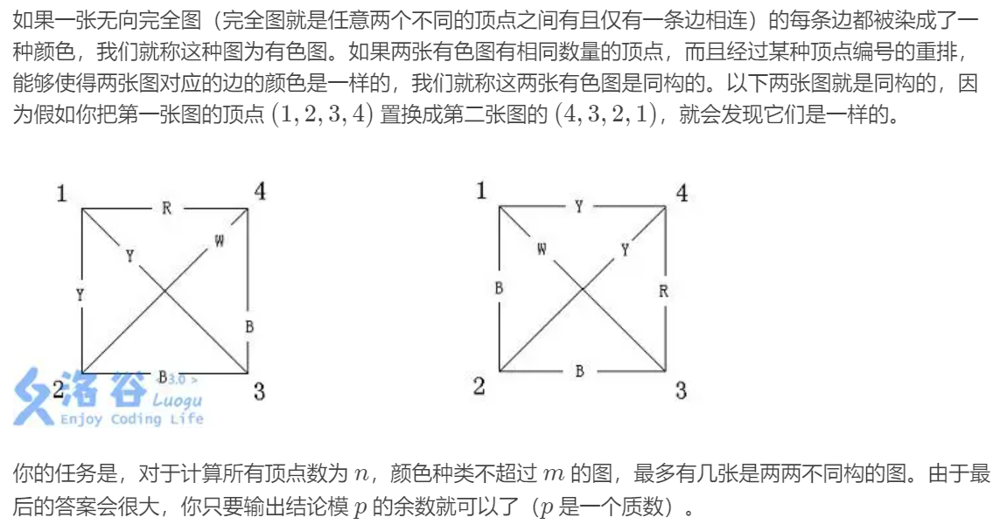 如果一张无向完全图（完全图就是任意两个不同的顶点之间有且仅有一条边相连）的每条边都被染成了一
种颜色，我们就称这种图为有色图。如果两张有色图有相同数量的顶点，而且经过某种顶点编号的重排，
能够使得两张图对应的边的颜色是一样的，我们就称这两张有色图是同构的。以下两张图就是同构的，因
为假如你把第一张图的顶点 (1, 2, 3, 4) 置换成第二张图的 (4, 3, 2, 1)，就会发现它们是一样的。
1 R 4
Y W
Y B
2 B 3
1 Y 4
W Y
B R
2 B 3
洛谷 <3.0 >
Luogu
Enjoy Coding Life
你的任务是，对于计算所有顶点数为 n，颜色种类不超过 m 的图，最多有几张是两两不同构的图。由于最
后的答案会很大，你只要输出结论模 p 的余数就可以了（p 是一个质数）。